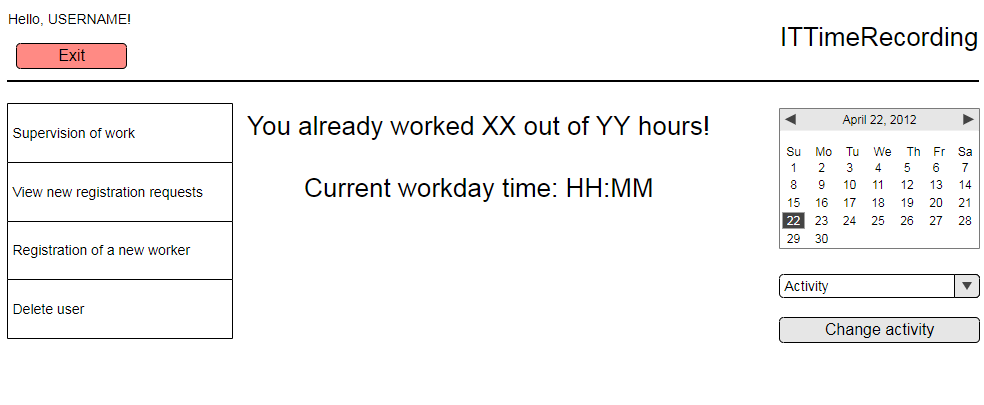 Hello, USERNAME!
Exit
ITTimeRecording
Supervision of work
View new registration requests
Registration of a new worker
Delete user
You already worked XX out of YY hours!
Current workday time: HH:MM
April 22, 2012
Su Mo Tu We Th Fr Sa
1 2 3 4 5 6 7
8 9 10 11 12 13 14
15 16 17 18 19 20 21
22 23 24 25 26 27 28
29 30
Activity
Change activity